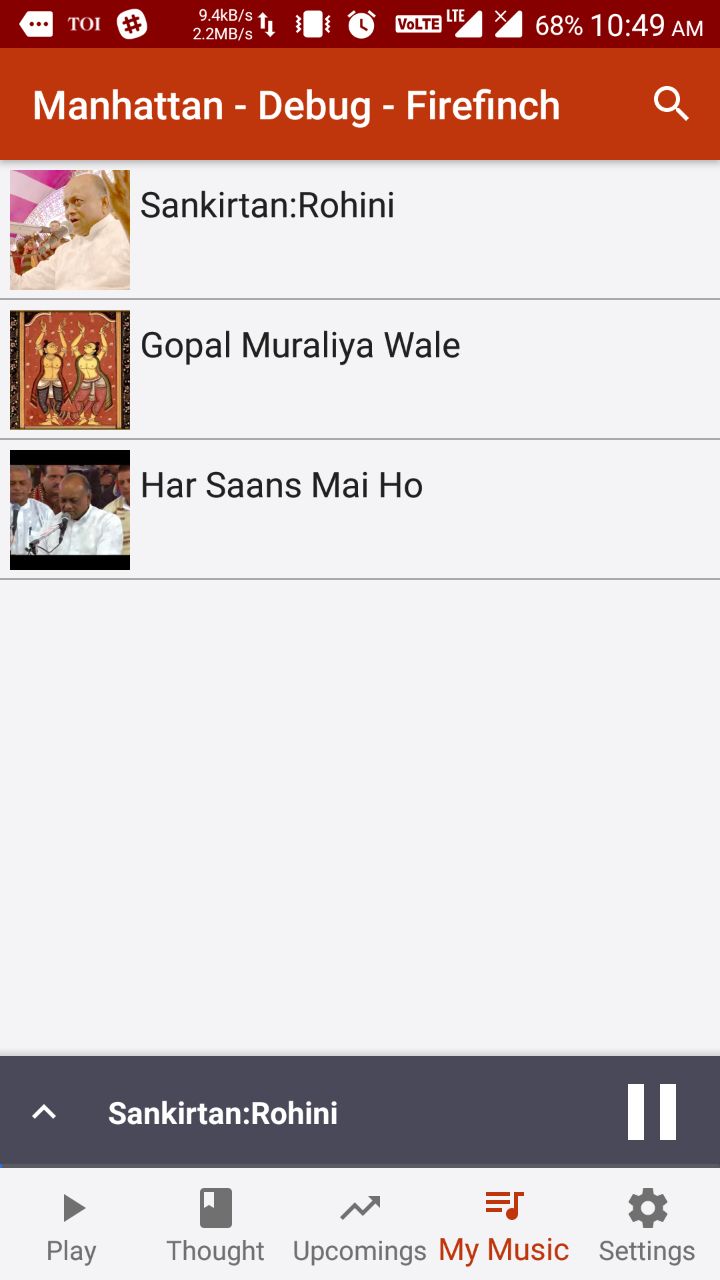 TOI
9.4kB/s
2.2MB/s
VoLTE
LTE
68% 10:49 AM
Manhattan - Debug - Firefinch
Sankirtan:Rohini
Gopal Muraliya Wale
Har Saans Mai Ho
Sankirtan:Rohini
Play
Thought
Upcomings
My Music
Settings